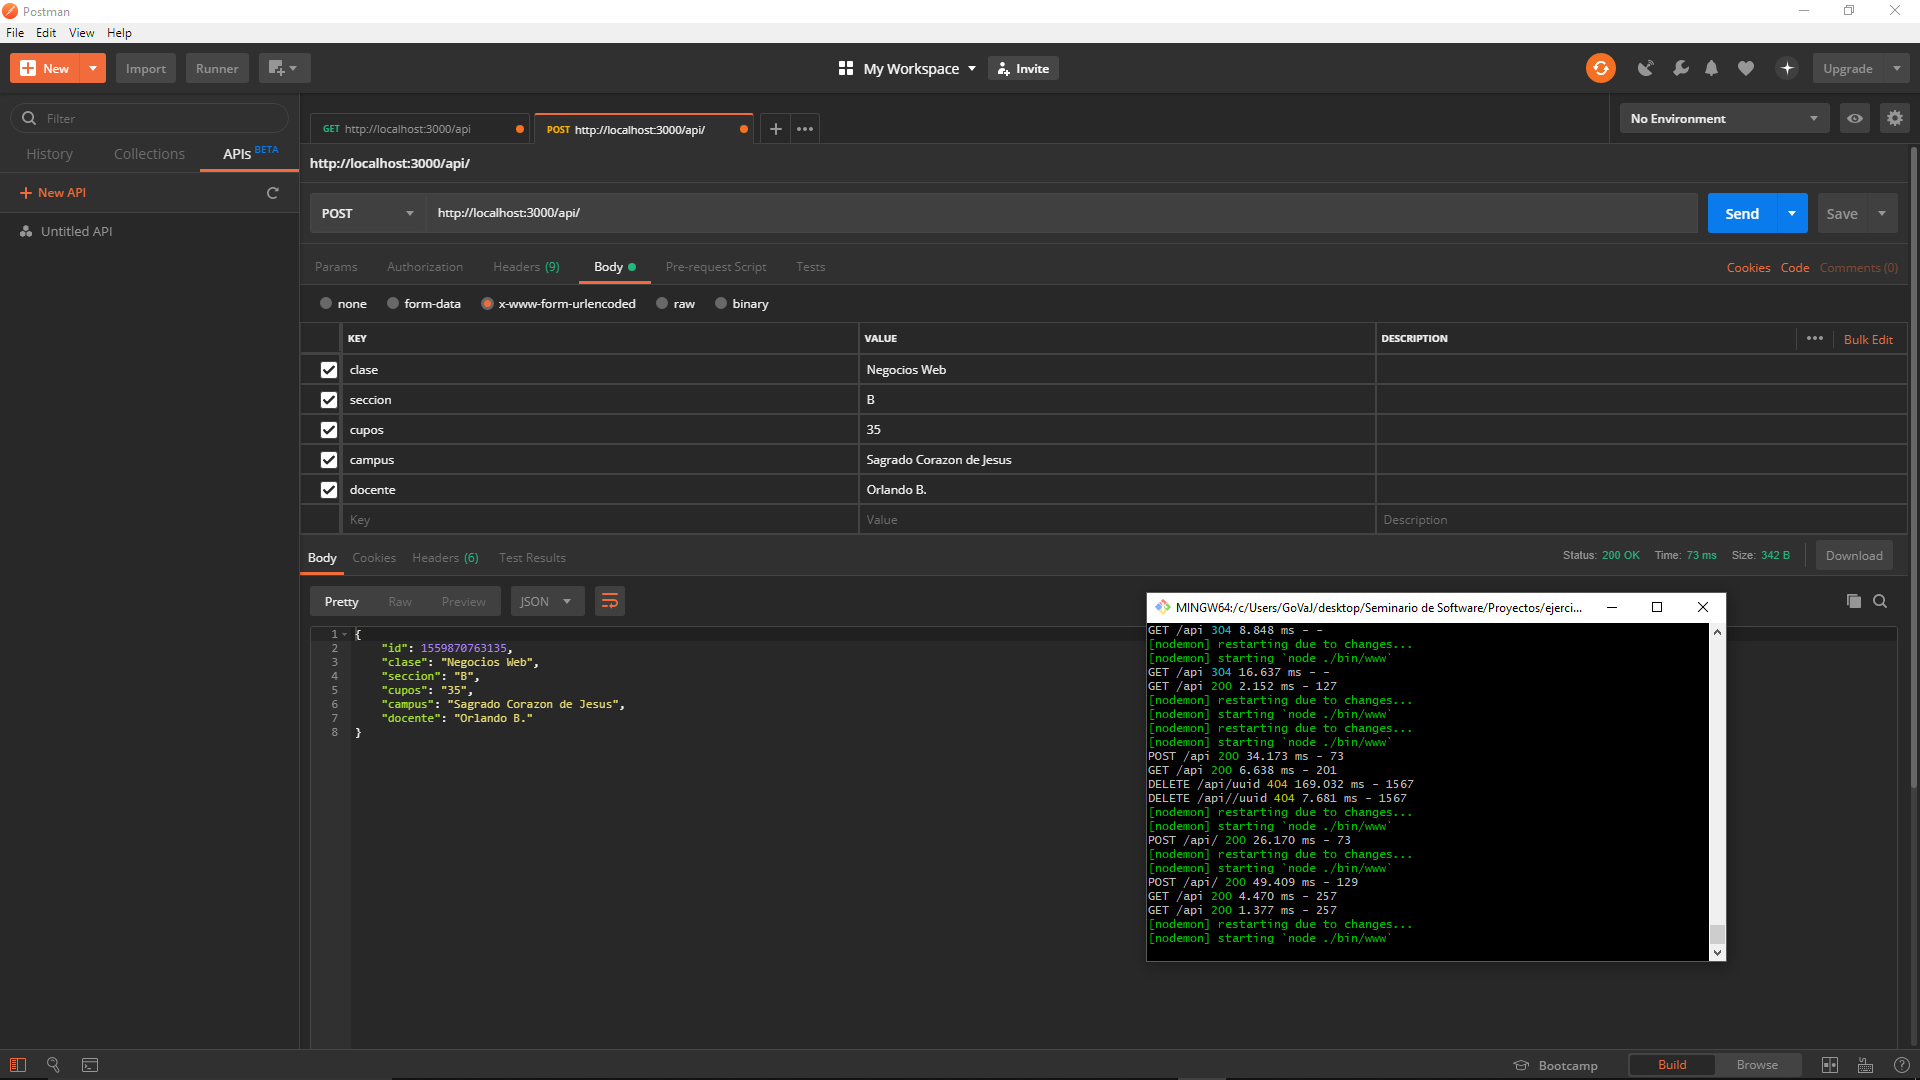 Postman
File Edit View Help
New Import Runner My Workspace Invite Upgrade
Filter
History Collections APIs BETA
New API
Untitled API
GET http://localhost:3000/api POST http://localhost:3000/api/ No Environment
http://localhost:3000/api/
POST http://localhost:3000/api/ Send Save
Params Authorization Headers (9) Body Pre-request Script Tests Cookies Code Comments (0)
none form-data x-www-form-urlencoded raw binary
KEY VALUE DESCRIPTION Bulk Edit
clase Negocios Web
seccion B
cupos 35
campus Sagrado Corazon de Jesus
docente Orlando B.
Key Value Description
Body Cookies Headers (6) Test Results Status: 200 OK Time: 73 ms Size: 342 B Download
Pretty Raw Preview JSON
1 {
2 "id": 1559870763135,
3 "clase": "Negocios Web",
4 "seccion": "B",
5 "cupos": "35",
6 "campus": "Sagrado Corazon de Jesus",
7 "docente": "Orlando B."
8 }
MINGW64:/c/Users/GoVaJ/desktop/Seminario de Software/Proyectos/ejerci...
GET /api 304 8.848 ms - -
[nodemon] restarting due to changes...
[nodemon] starting `node ./bin/www`
GET /api 304 16.637 ms - -
GET /api 200 2.152 ms - 127
[nodemon] restarting due to changes...
[nodemon] starting `node ./bin/www`
[nodemon] restarting due to changes...
[nodemon] starting `node ./bin/www`
POST /api 200 34.173 ms - 73
GET /api 200 6.638 ms - 201
DELETE /api/uuid 404 169.032 ms - 1567
DELETE /api//uuid 404 7.681 ms - 1567
[nodemon] restarting due to changes...
[nodemon] starting `node ./bin/www`
POST /api/ 200 26.170 ms - 73
[nodemon] restarting due to changes...
[nodemon] starting `node ./bin/www`
POST /api/ 200 49.409 ms - 129
GET /api 200 4.470 ms - 257
GET /api 200 1.377 ms - 257
[nodemon] restarting due to changes...
[nodemon] starting `node ./bin/www`
Bootcamp Build Browse